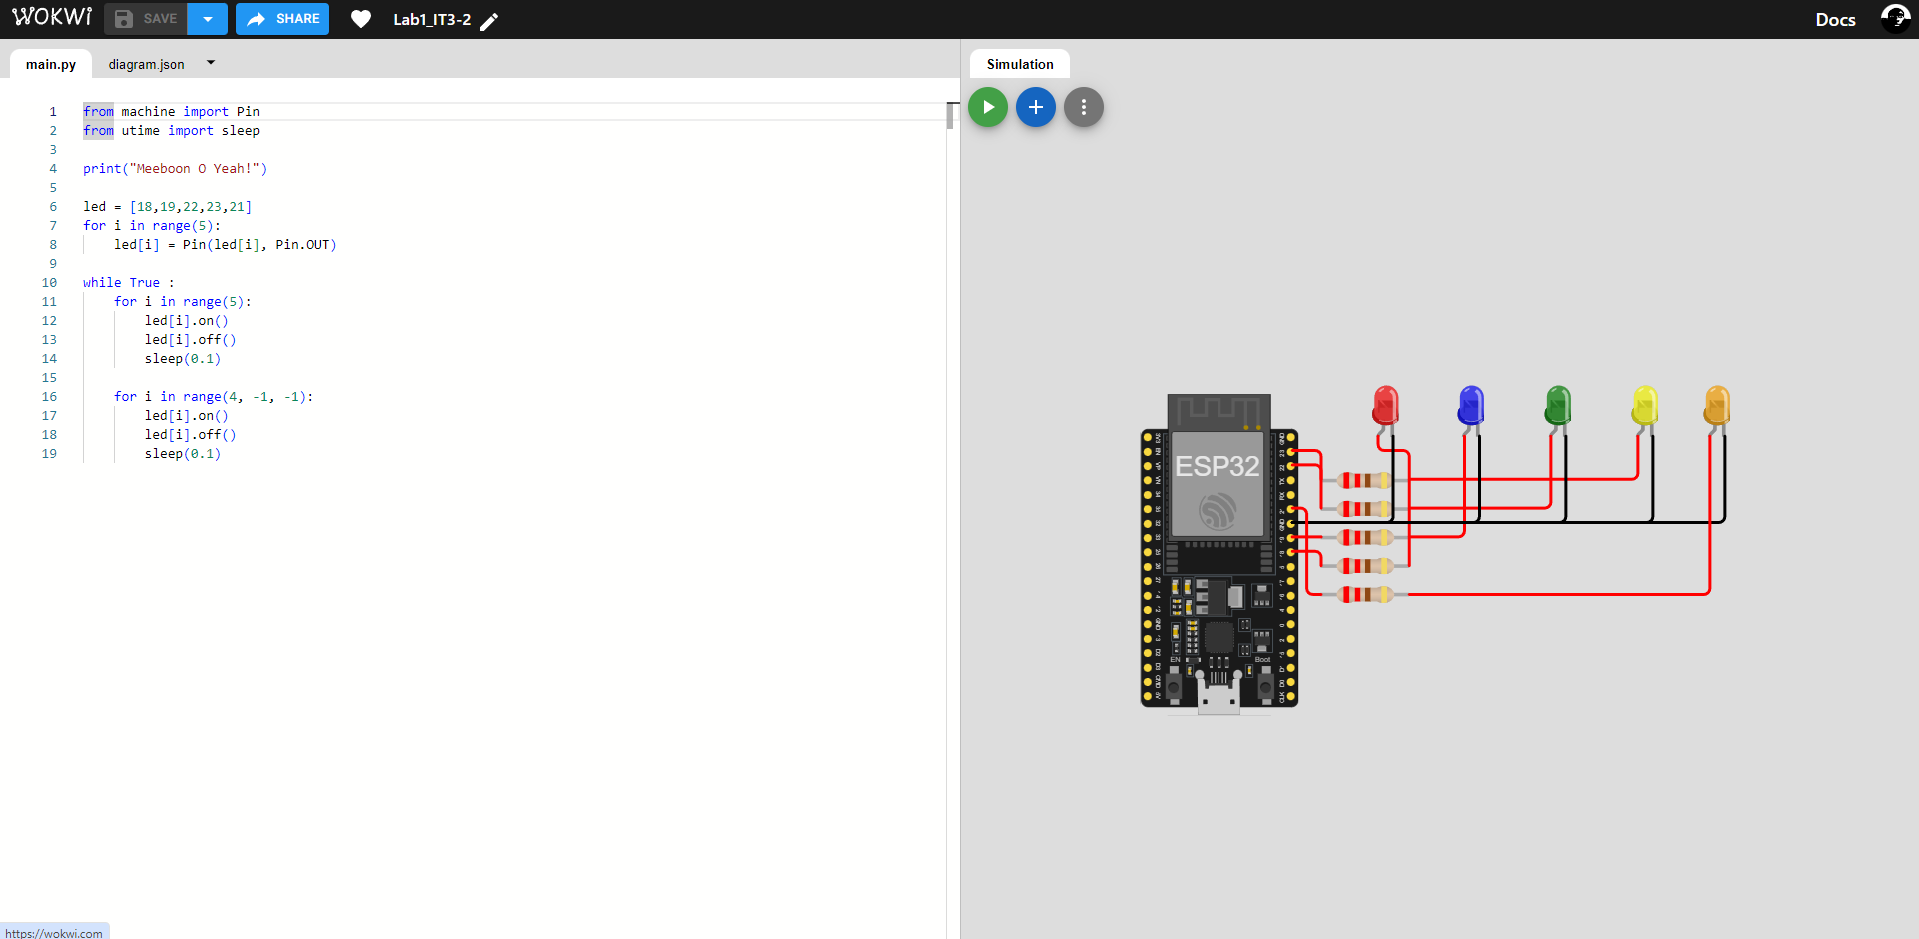 WOKWI
SAVE
SHARE
Lab1_IT3-2
Docs
main.py
diagram.json
Simulation
1 from machine import Pin
2 from utime import sleep
3
4 print("Meeboon O Yeah!")
5
6 led = [18,19,22,23,21]
7 for i in range(5):
8 led[i] = Pin(led[i], Pin.OUT)
9
10 while True :
11 for i in range(5):
12 led[i].on()
13 led[i].off()
14 sleep(0.1)
15
16 for i in range(4, -1, -1):
17 led[i].on()
18 led[i].off()
19 sleep(0.1)
ESP32
EN
Boot
https://wokwi.com